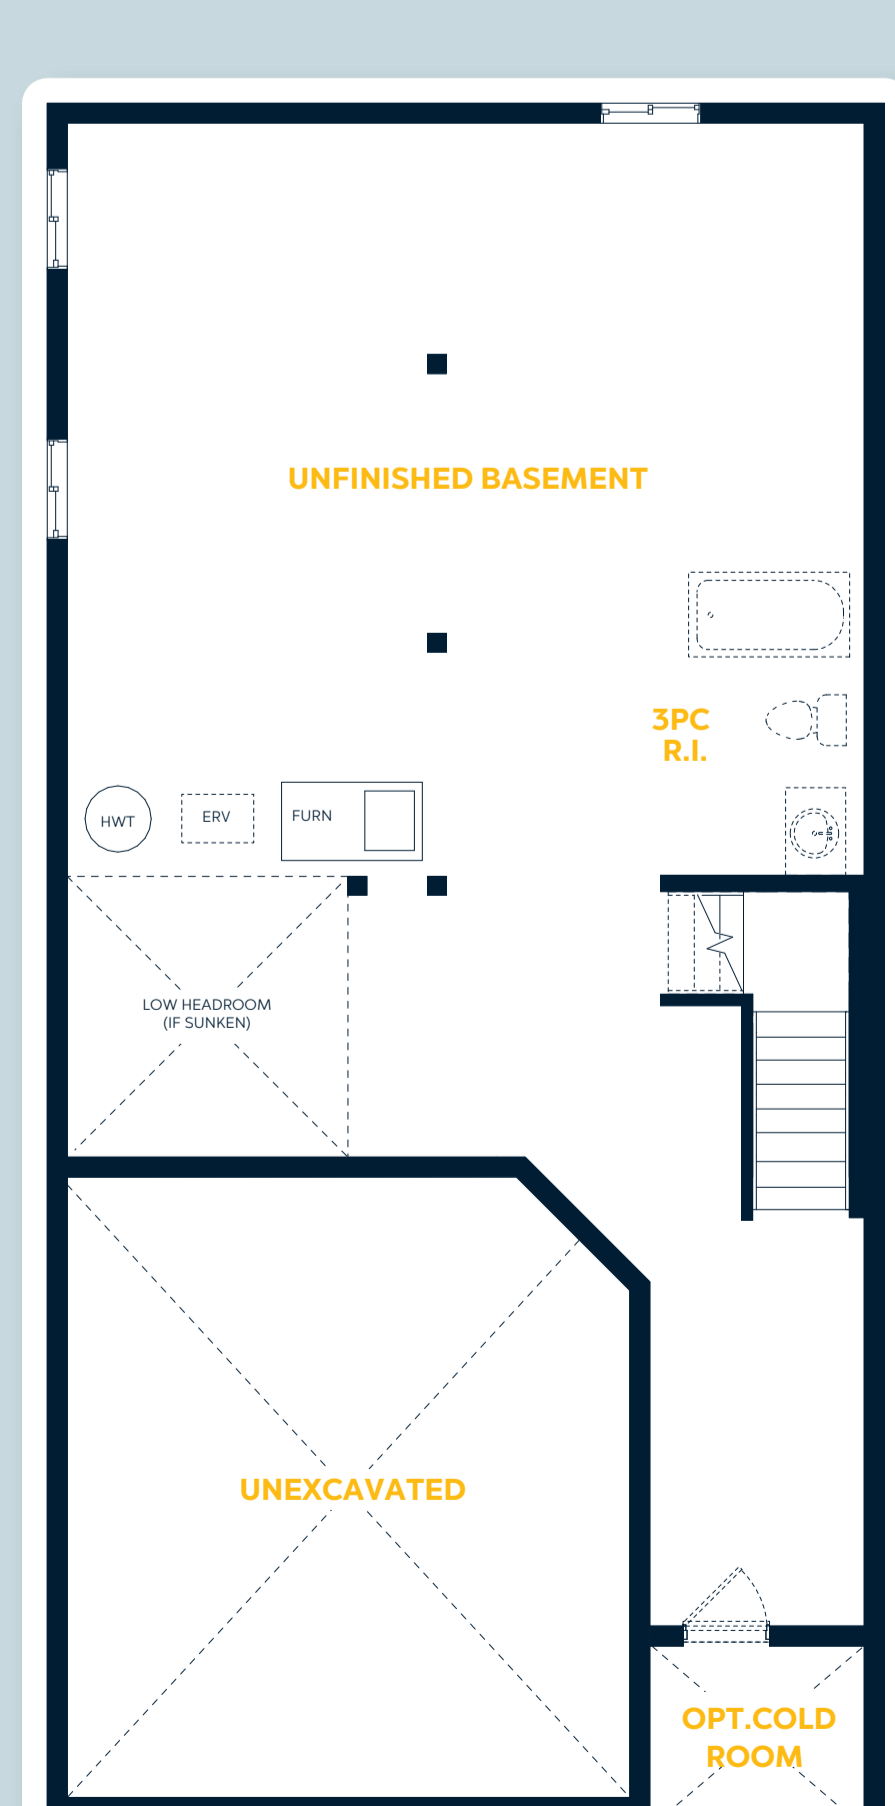 UNFINISHED BASEMENT
3PC
R.I.
HWT
ERV
FURN
LOW HEADROOM
(IF SUNKEN)
UNEXCAVATED
OPT.COLD
ROOM